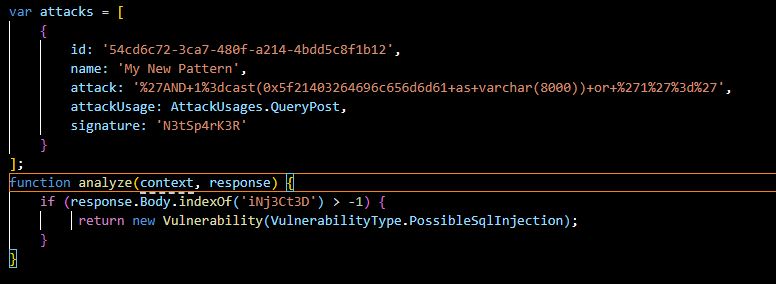 var attacks = [
{
id: '54cd6c72-3ca7-480f-a214-4bdd5c8f1b12',
name: 'My New Pattern',
attack: '%27AND+1%3dcast(0x5f21403264696c656d6d61+as+varchar(8000))+or+%271%27%3d%27',
attackUsage: AttackUsages.QueryPost,
signature: 'N3tSp4rK3R'
}
];
function analyze(context, response) {
if (response.Body.indexOf('iNj3Ct3D') > -1) {
return new Vulnerability(VulnerabilityType.PossibleSqlInjection);
}
}